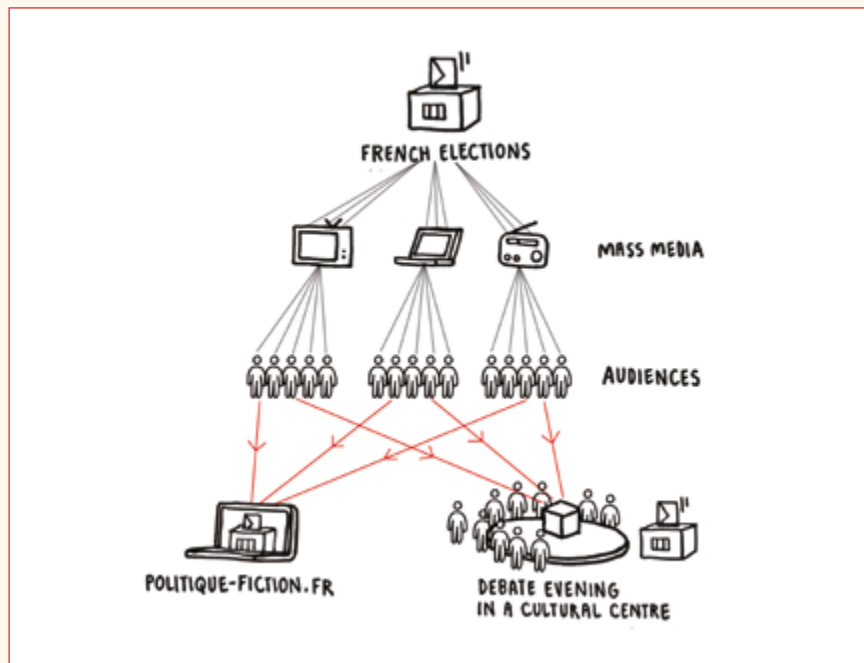 FRENCH ELECTIONS
MASS MEDIA
AUDIENCES
POLITIQUE-FICTION.FR
DEBATE EVENING
IN A CULTURAL CENTRE